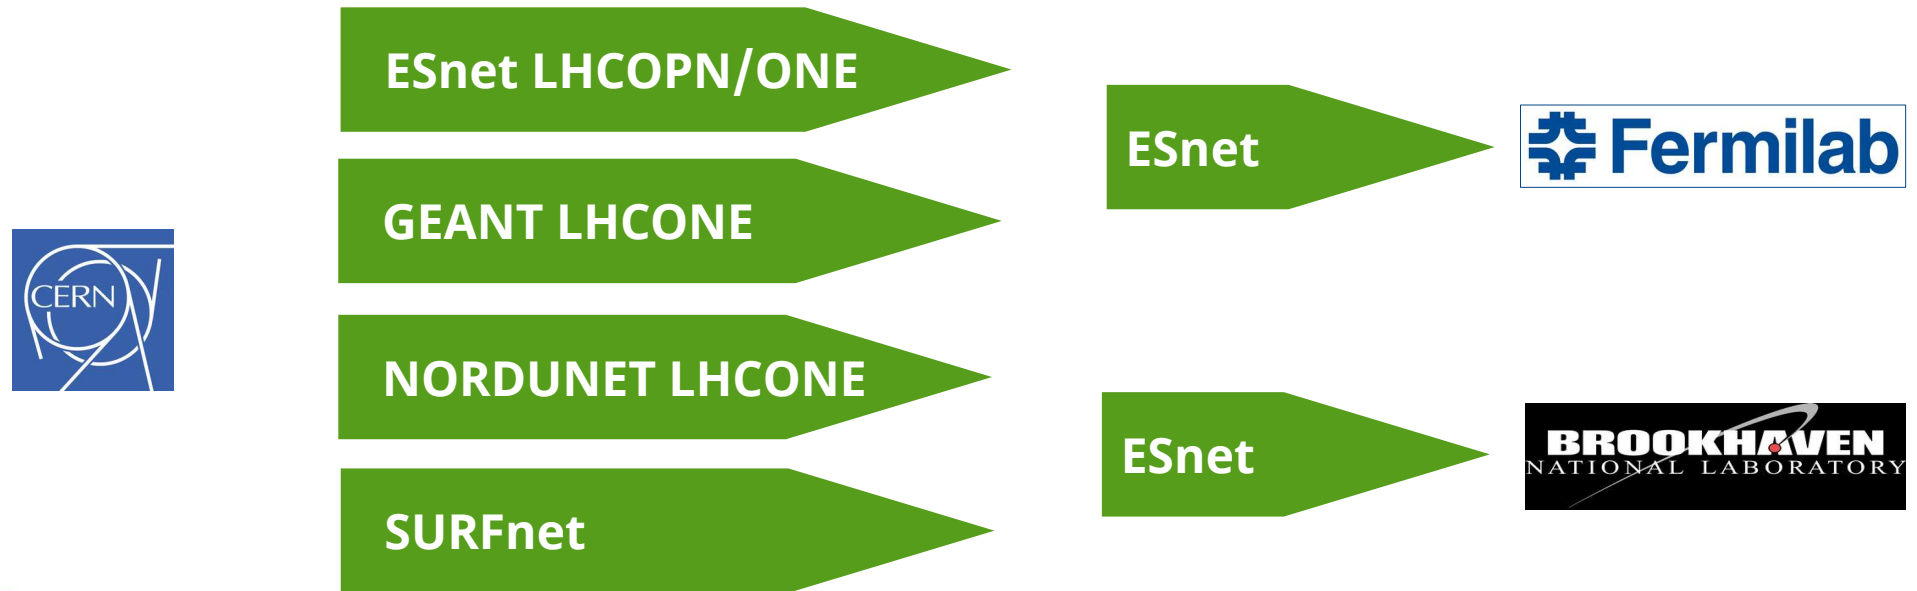 CERN
ESnet LHCOPN/ONE
GEANT LHCONE
NORDUNET LHCONE
SURFnet
ESnet
ESnet
Fermilab
BROOKHAVEN
NATIONAL LABORATORY